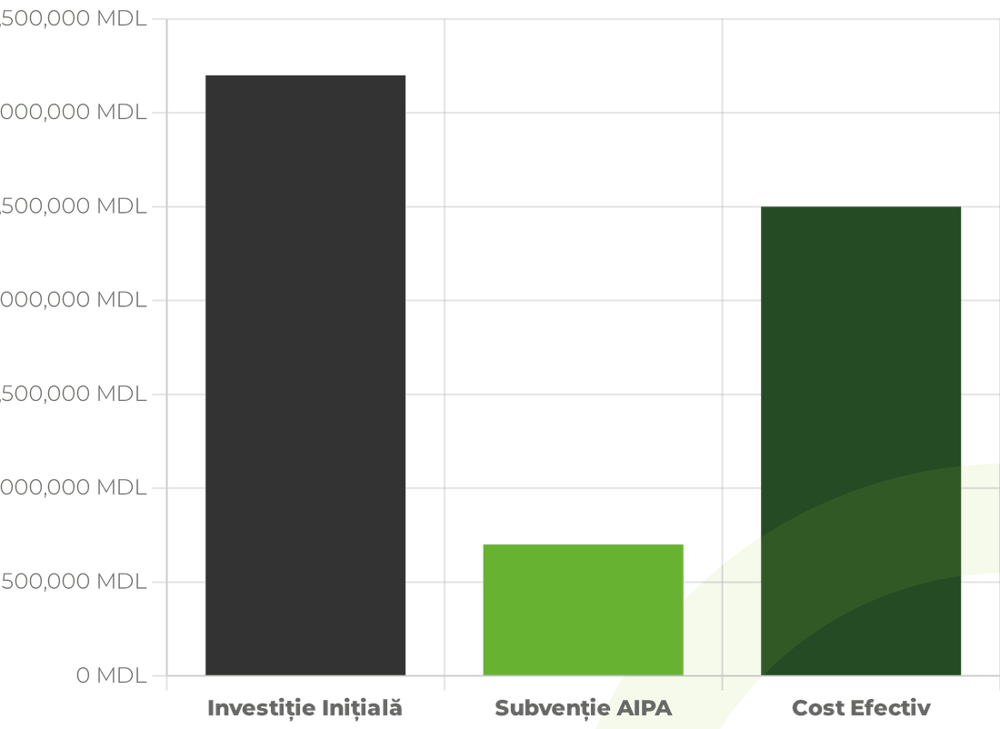 ,500,000 MDL
000,000 MDL
,500,000 MDL
000,000 MDL
,500,000 MDL
000,000 MDL
500,000 MDL
0 MDL
Investiție Inițială
Subvenție AIPA
Cost Efectiv